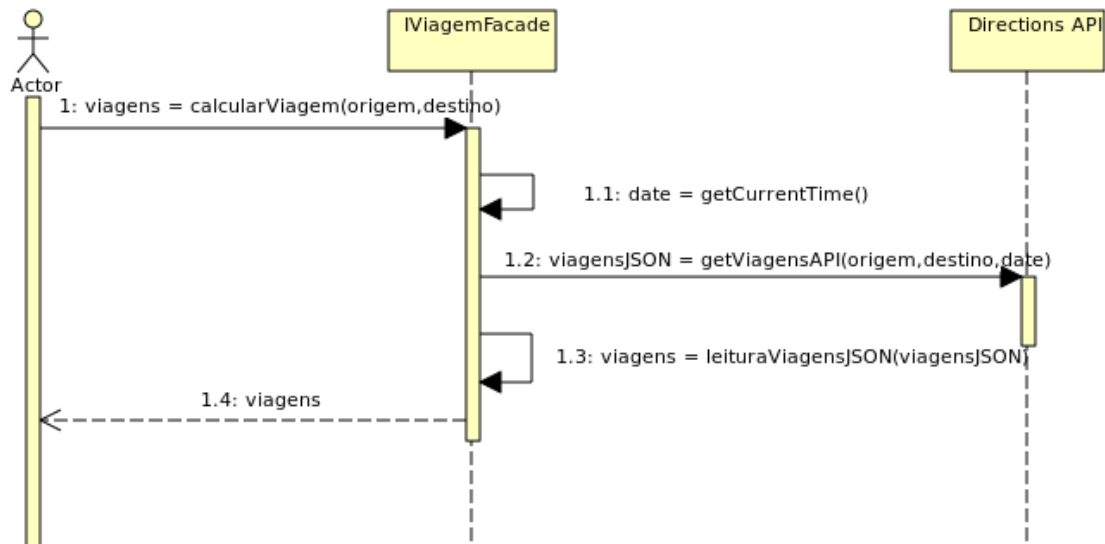 IViagemFacade
Directions API
Actor
1: viagens = calcularViagem(origem,destino)
1.1: date = getCurrentTime()
1.2: viagensJSON = getViagensAPI(origem,destino,date)
1.3: viagens = leituraViagensJSON(viagensJSON)
1.4: viagens